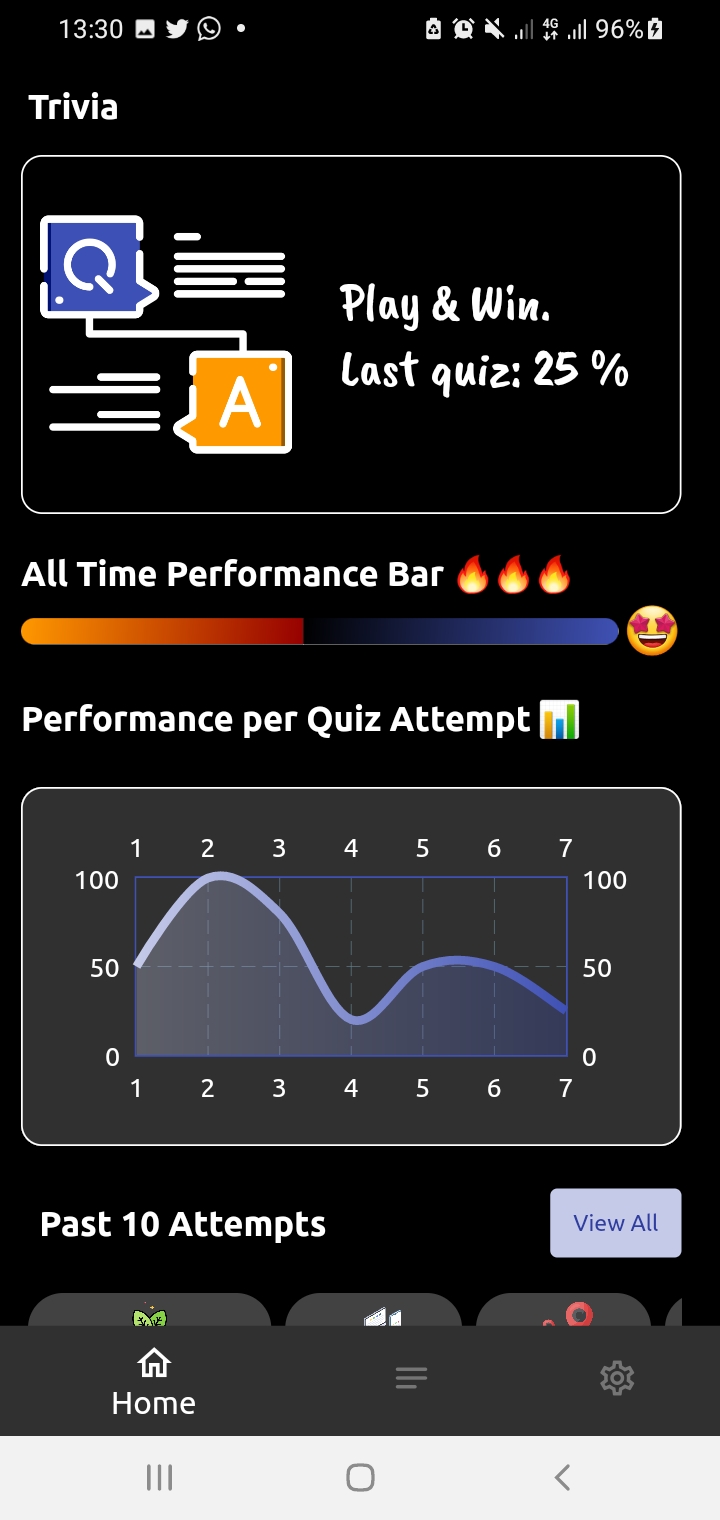 13:30 4G 96%
Trivia
Q
A
Play & Win.
Last quiz: 25 %
All Time Performance Bar 🔥🔥🔥
Performance per Quiz Attempt 📊
1 2 3 4 5 6 7
100 100
50 50
0 0
1 2 3 4 5 6 7
Past 10 Attempts View All
Home